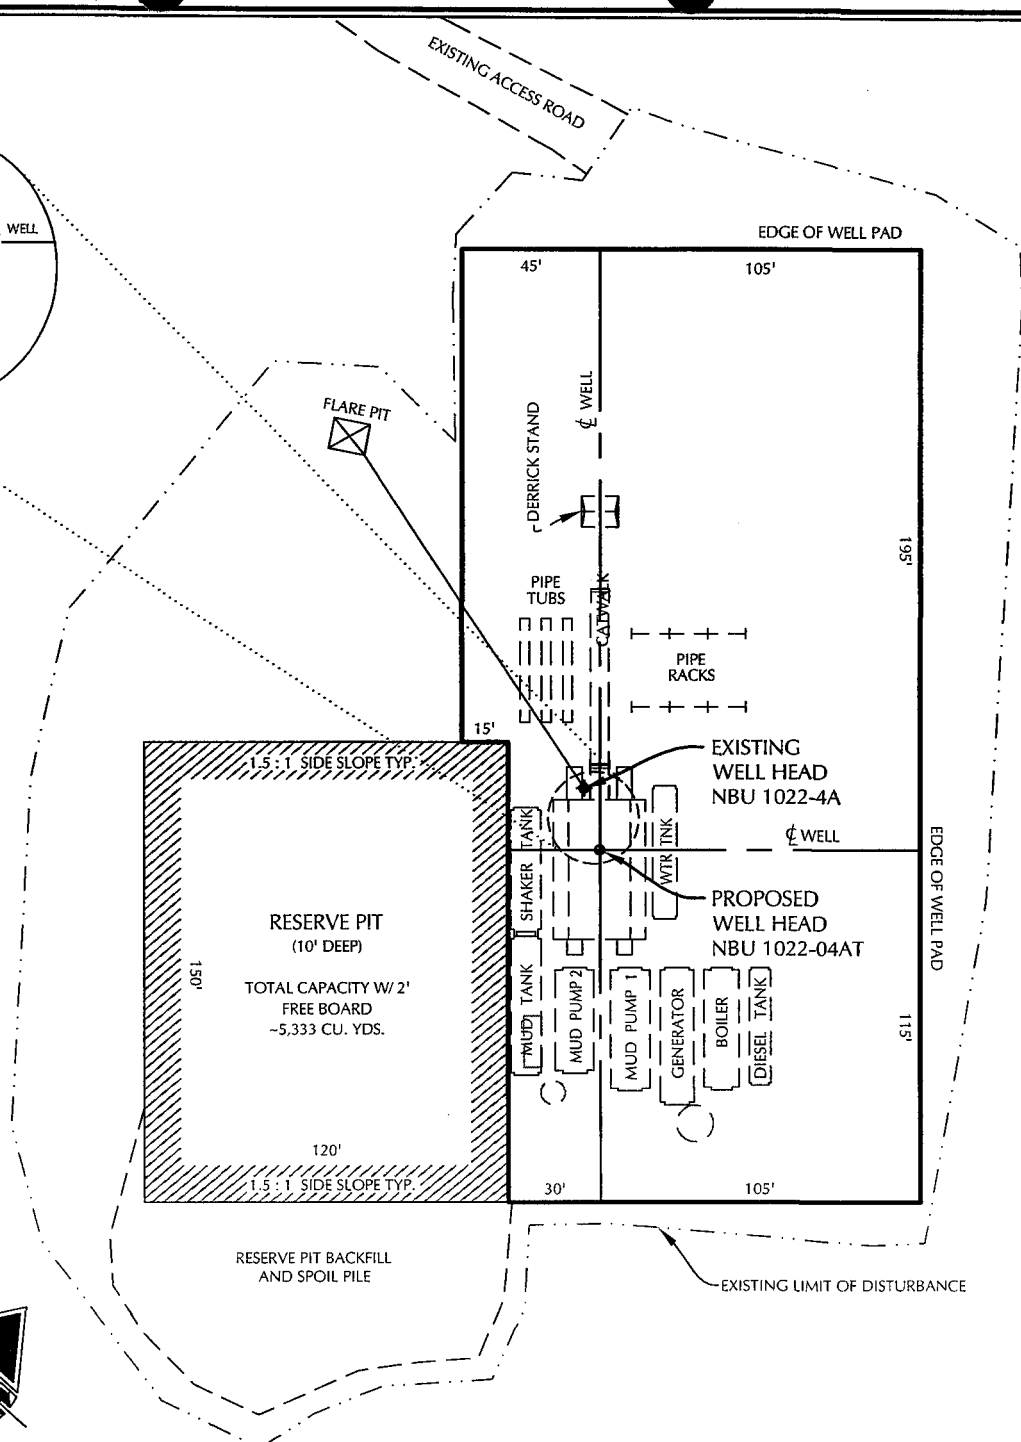 EXISTING ACCESS ROAD
WELL
EDGE OF WELL PAD
45'
105'
℄ WELL
FLARE PIT
DERRICK STAND
195'
PIPE
TUBS
CATWALK
PIPE
RACKS
15'
1.5 : 1 SIDE SLOPE TYP.
EXISTING
WELL HEAD
NBU 1022-4A
SHAKER TANK
WTR TNK
℄ WELL
EDGE OF WELL PAD
PROPOSED
WELL HEAD
NBU 1022-04AT
RESERVE PIT
(10' DEEP)
TOTAL CAPACITY W/ 2'
FREE BOARD
~5,333 CU. YDS.
150'
MUD TANK
MUD PUMP 2
MUD PUMP 1
GENERATOR
BOILER
DIESEL TANK
115'
120'
1.5 : 1 SIDE SLOPE TYP.
30'
105'
RESERVE PIT BACKFILL
AND SPOIL PILE
EXISTING LIMIT OF DISTURBANCE